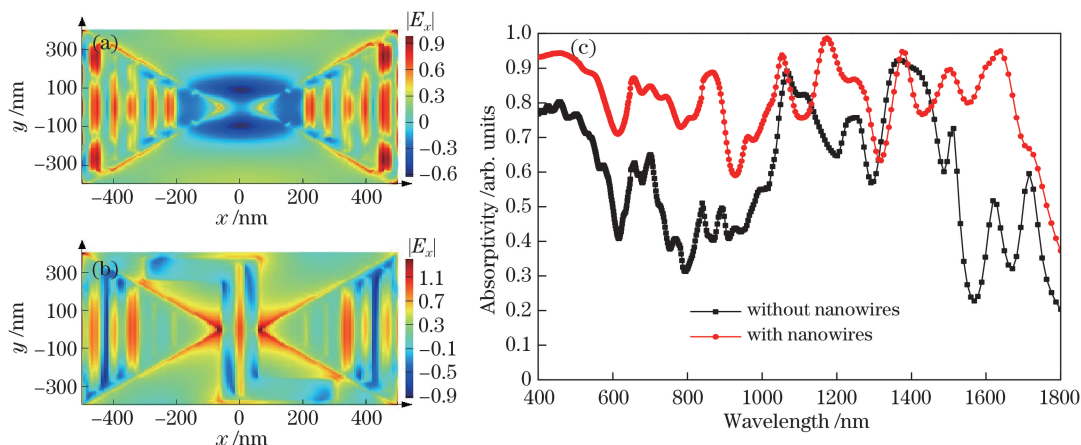 (a)
|Eₓ|
300
100
−100
−300
y /nm
−400 −200 0 200 400
x /nm
0.9
0.6
0.3
0
−0.3
−0.6
(b)
|Eₓ|
300
100
−100
−300
y /nm
−400 −200 0 200 400
x /nm
1.1
0.7
0.3
−0.1
−0.5
−0.9
(c)
1.0
0.9
0.8
0.7
0.6
0.5
0.4
0.3
0.2
0.1
0
Absorptivity /arb. units
without nanowires
with nanowires
400 600 800 1000 1200 1400 1600 1800
Wavelength /nm